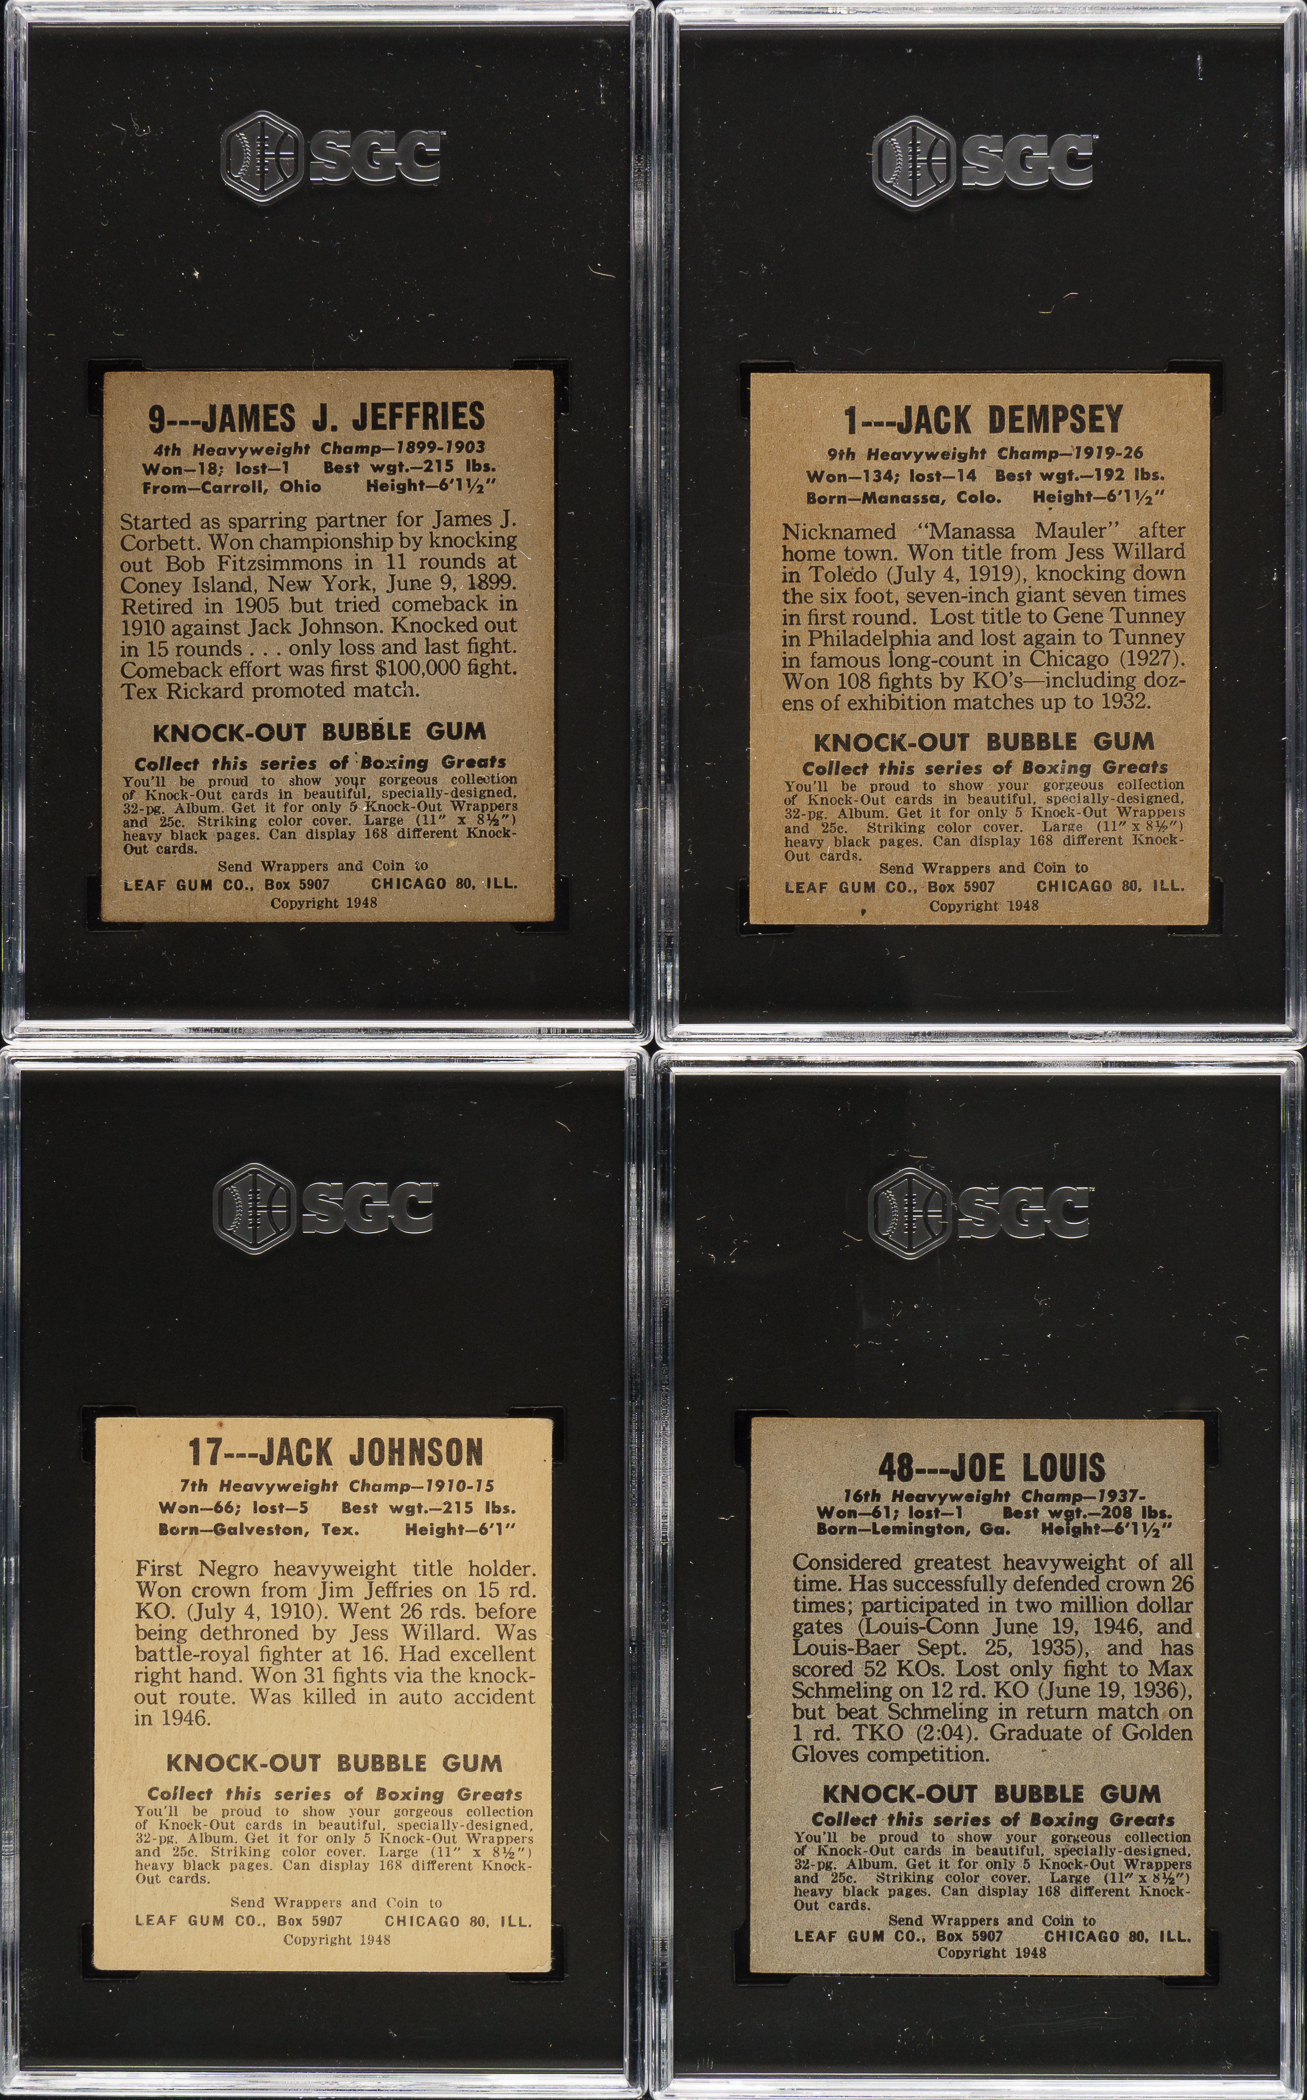 SGC
9---JAMES J. JEFFRIES
4th Heavyweight Champ—1899-1903
Won—18; lost—1 Best wgt.—215 lbs.
From—Carroll, Ohio Height—6'1½"
Started as sparring partner for James J.
Corbett. Won championship by knocking
out Bob Fitzsimmons in 11 rounds at
Coney Island, New York, June 9, 1899.
Retired in 1905 but tried comeback in
1910 against Jack Johnson. Knocked out
in 15 rounds . . . only loss and last fight.
Comeback effort was first $100,000 fight.
Tex Rickard promoted match.
KNOCK-OUT BUBBLE GUM
Collect this series of Boxing Greats
You'll be proud to show your gorgeous collection
of Knock-Out cards in beautiful, specially-designed,
32-pg. Album. Get it for only 5 Knock-Out Wrappers
and 25c. Striking color cover. Large (11" x 8½")
heavy black pages. Can display 168 different Knock-
Out cards.
Send Wrappers and Coin to
LEAF GUM CO., Box 5907 CHICAGO 80, ILL.
Copyright 1948
SGC
1---JACK DEMPSEY
9th Heavyweight Champ—1919-26
Won—134; lost—14 Best wgt.—192 lbs.
Born—Manassa, Colo. Height—6'1½"
Nicknamed "Manassa Mauler" after
home town. Won title from Jess Willard
in Toledo (July 4, 1919), knocking down
the six foot, seven-inch giant seven times
in first round. Lost title to Gene Tunney
in Philadelphia and lost again to Tunney
in famous long-count in Chicago (1927).
Won 108 fights by KO's—including doz-
ens of exhibition matches up to 1932.
KNOCK-OUT BUBBLE GUM
Collect this series of Boxing Greats
You'll be proud to show your gorgeous collection
of Knock-Out cards in beautiful, specially-designed,
32-pg. Album. Get it for only 5 Knock-Out Wrappers
and 25c. Striking color cover. Large (11" x 8½")
heavy black pages. Can display 168 different Knock-
Out cards.
Send Wrappers and Coin to
LEAF GUM CO., Box 5907 CHICAGO 80, ILL.
Copyright 1948
SGC
17---JACK JOHNSON
7th Heavyweight Champ—1910-15
Won—66; lost—5 Best wgt.—215 lbs.
Born—Galveston, Tex. Height—6'1"
First Negro heavyweight title holder.
Won crown from Jim Jeffries on 15 rd.
KO. (July 4, 1910). Went 26 rds. before
being dethroned by Jess Willard. Was
battle-royal fighter at 16. Had excellent
right hand. Won 31 fights via the knock-
out route. Was killed in auto accident
in 1946.
KNOCK-OUT BUBBLE GUM
Collect this series of Boxing Greats
You'll be proud to show your gorgeous collection
of Knock-Out cards in beautiful, specially-designed,
32-pg. Album. Get it for only 5 Knock-Out Wrappers
and 25c. Striking color cover. Large (11" x 8½")
heavy black pages. Can display 168 different Knock-
Out cards.
Send Wrappers and Coin to
LEAF GUM CO., Box 5907 CHICAGO 80, ILL.
Copyright 1948
SGC
48---JOE LOUIS
16th Heavyweight Champ—1937-
Won—61; lost—1 Best wgt.—208 lbs.
Born—Lemington, Ga. Height—6'1½"
Considered greatest heavyweight of all
time. Has successfully defended crown 26
times; participated in two million dollar
gates (Louis-Conn June 19, 1946, and
Louis-Baer Sept. 25, 1935), and has
scored 52 KOs. Lost only fight to Max
Schmeling on 12 rd. KO (June 19, 1936),
but beat Schmeling in return match on
1 rd. TKO (2:04). Graduate of Golden
Gloves competition.
KNOCK-OUT BUBBLE GUM
Collect this series of Boxing Greats
You'll be proud to show your gorgeous collection
of Knock-Out cards in beautiful, specially-designed,
32-pg. Album. Get it for only 5 Knock-Out Wrappers
and 25c. Striking color cover. Large (11" x 8½")
heavy black pages. Can display 168 different Knock-
Out cards.
Send Wrappers and Coin to
LEAF GUM CO., Box 5907 CHICAGO 80, ILL.
Copyright 1948